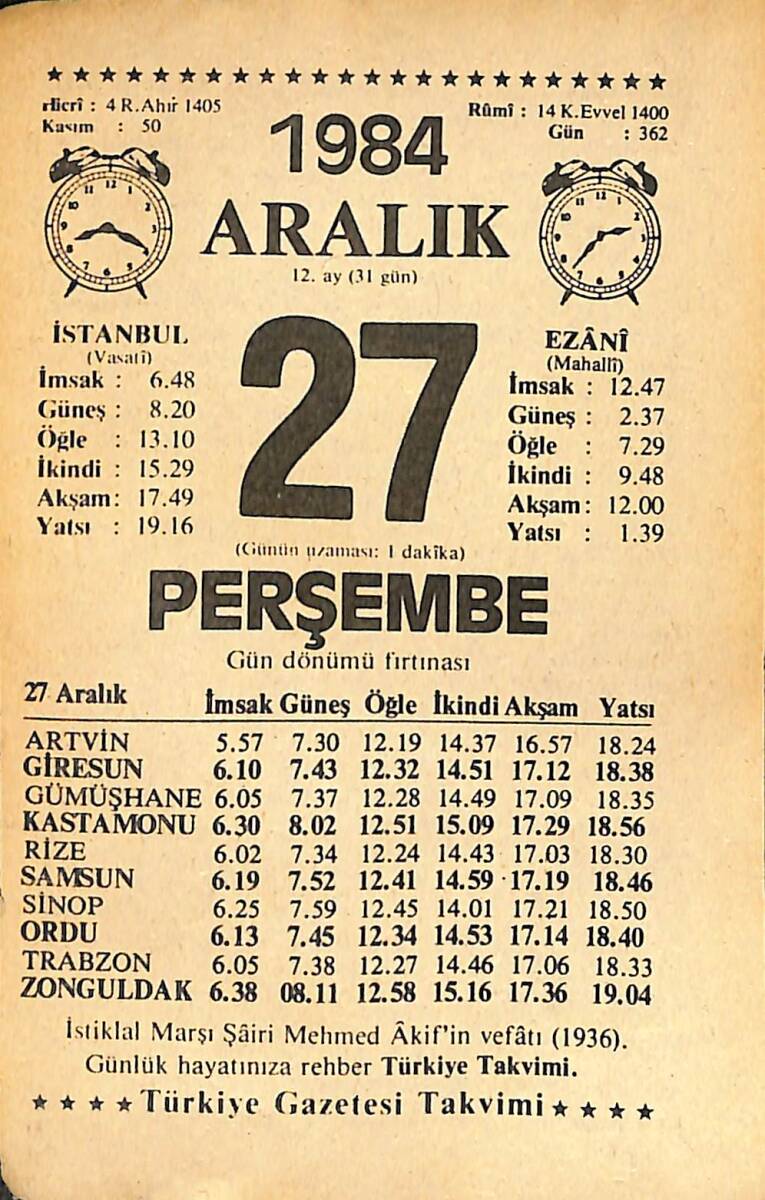 Hicrî : 4 R.Ahir 1405
Kasım : 50
Rûmî : 14 K.Evvel 1400
Gün : 362
1984
ARALIK
12. ay (31 gün)
27
İSTANBUL
(Vasatî)
İmsak : 6.48
Güneş : 8.20
Öğle : 13.10
İkindi : 15.29
Akşam : 17.49
Yatsı : 19.16
EZÂNÎ
(Mahallî)
İmsak : 12.47
Güneş : 2.37
Öğle : 7.29
İkindi : 9.48
Akşam : 12.00
Yatsı : 1.39
(Günün uzaması: 1 dakîka)
PERŞEMBE
Gün dönümü fırtınası
27 Aralık İmsak Güneş Öğle İkindi Akşam Yatsı
ARTVİN 5.57 7.30 12.19 14.37 16.57 18.24
GİRESUN 6.10 7.43 12.32 14.51 17.12 18.38
GÜMÜŞHANE 6.05 7.37 12.28 14.49 17.09 18.35
KASTAMONU 6.30 8.02 12.51 15.09 17.29 18.56
RİZE 6.02 7.34 12.24 14.43 17.03 18.30
SAMSUN 6.19 7.52 12.41 14.59 17.19 18.46
SİNOP 6.25 7.59 12.45 14.01 17.21 18.50
ORDU 6.13 7.45 12.34 14.53 17.14 18.40
TRABZON 6.05 7.38 12.27 14.46 17.06 18.33
ZONGULDAK 6.38 08.11 12.58 15.16 17.36 19.04
İstiklal Marşı Şâiri Mehmed Âkif'in vefâtı (1936).
Günlük hayatınıza rehber Türkiye Takvimi.
Türkiye Gazetesi Takvimi